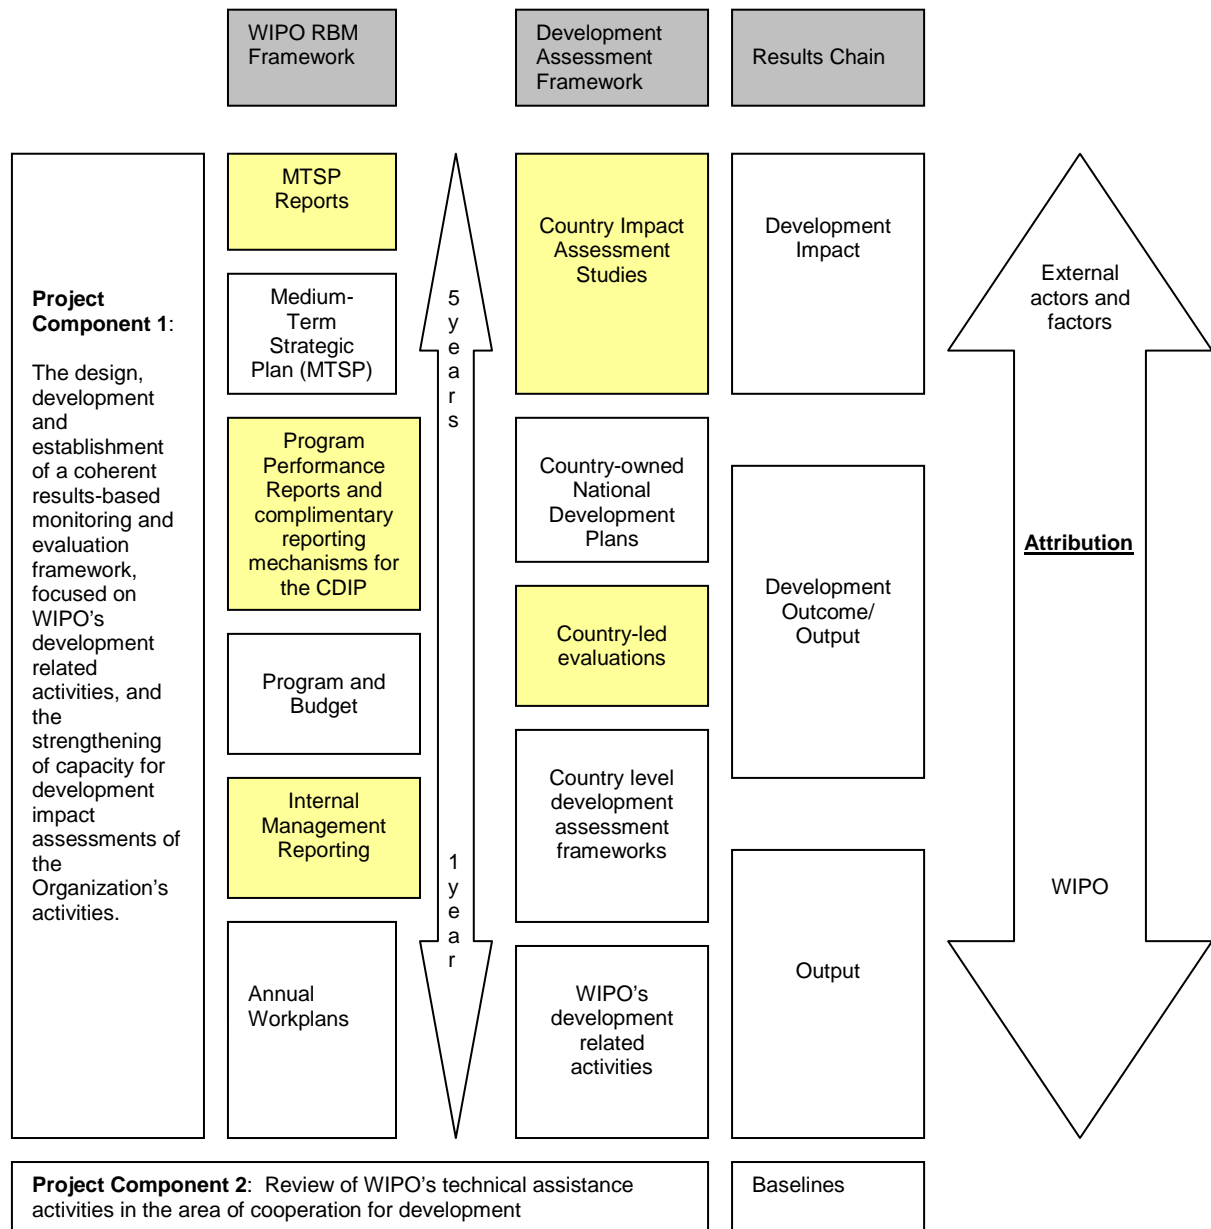 WIPO RBM
Framework
Development
Assessment
Framework
Results Chain
Project
Component 1:
The design,
development
and
establishment
of a coherent
results-based
monitoring and
evaluation
framework,
focused on
WIPO's
development
related
activities, and
the
strengthening
of capacity for
development
impact
assessments of
the
Organization's
activities.
MTSP
Reports
Medium-
Term
Strategic
Plan (MTSP)
Program
Performance
Reports and
complimentary
reporting
mechanisms for
the CDIP
Program and
Budget
Internal
Management
Reporting
Annual
Workplans
5
y
e
a
r
s
1
y
e
a
r
Country Impact
Assessment
Studies
Country-owned
National
Development
Plans
Country-led
evaluations
Country level
development
assessment
frameworks
WIPO's
development
related
activities
Development
Impact
Development
Outcome/
Output
Output
External
actors and
factors
Attribution
WIPO
Project Component 2: Review of WIPO's technical assistance
activities in the area of cooperation for development
Baselines